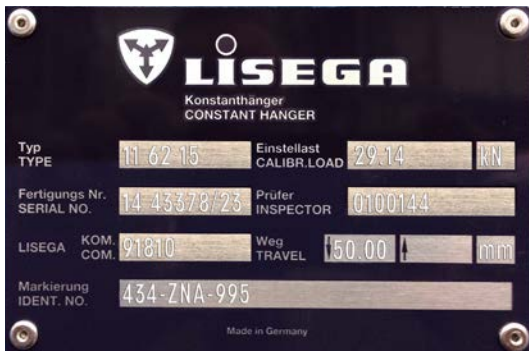 LISEGA
Konstanthänger
CONSTANT HANGER
Typ TYPE 11 62 15 Einstellast CALIBR.LOAD 29.14 kN
Fertigungs Nr. SERIAL NO. 14 43378/23 Prüfer INSPECTOR 0100144
LISEGA KOM. COM. 91810 Weg TRAVEL ↓50.00 ↑ mm
Markierung IDENT. NO. 434-ZNA-995
Made in Germany